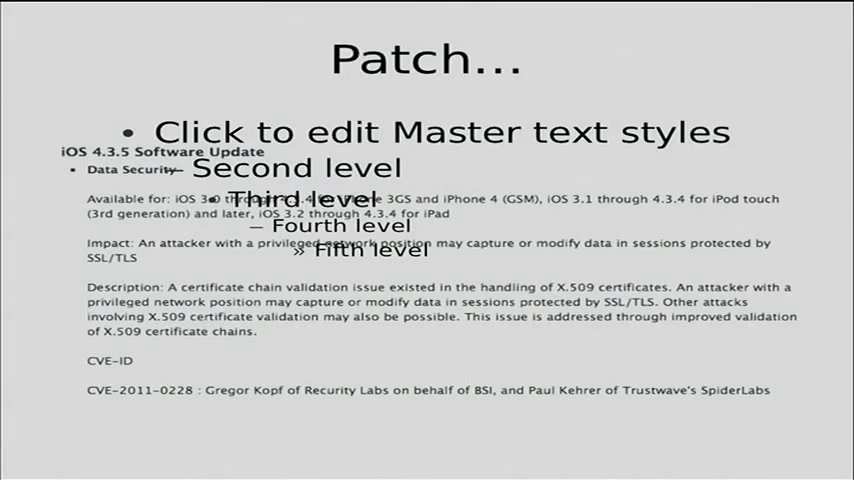 Patch...
• Click to edit Master text styles
iOS 4.3.5 Software Update
• Data Security
– Second level
• Third level
Available for: iOS 3.0 through 4.3.4 for iPhone 3GS and iPhone 4 (GSM), iOS 3.1 through 4.3.4 for iPod touch
(3rd generation) and later, iOS 3.2 through 4.3.4 for iPad
– Fourth level
Impact: An attacker with a privileged network position may capture or modify data in sessions protected by
» Fifth level
SSL/TLS
Description: A certificate chain validation issue existed in the handling of X.509 certificates. An attacker with a
privileged network position may capture or modify data in sessions protected by SSL/TLS. Other attacks
involving X.509 certificate validation may also be possible. This issue is addressed through improved validation
of X.509 certificate chains.
CVE-ID
CVE-2011-0228 : Gregor Kopf of Recurity Labs on behalf of BSI, and Paul Kehrer of Trustwave's SpiderLabs